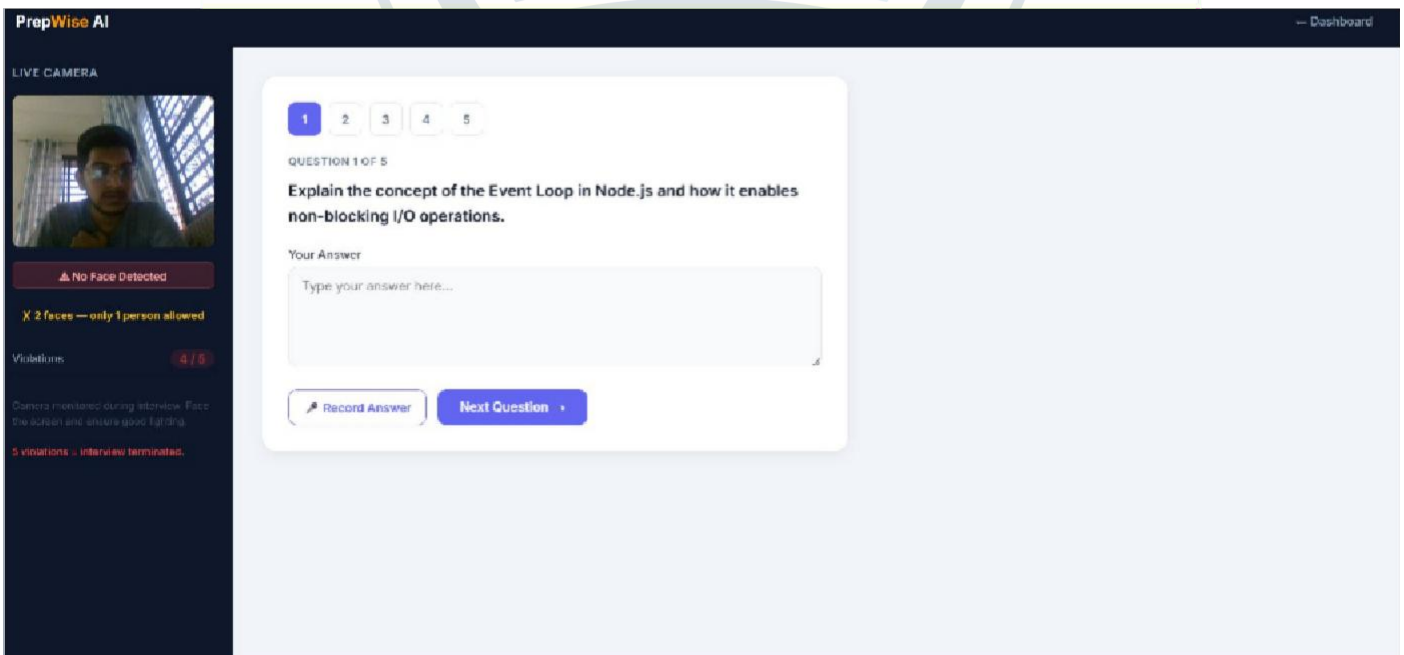 PrepWise AI
— Dashboard
LIVE CAMERA
⚠ No Face Detected
X 2 faces — only 1 person allowed
Violations 4 / 5
Camera monitored during interview. Face
the screen and ensure good lighting.
5 violations = interview terminated.
1 2 3 4 5
QUESTION 1 OF 5
Explain the concept of the Event Loop in Node.js and how it enables
non-blocking I/O operations.
Your Answer
Type your answer here...
Record Answer
Next Question ›